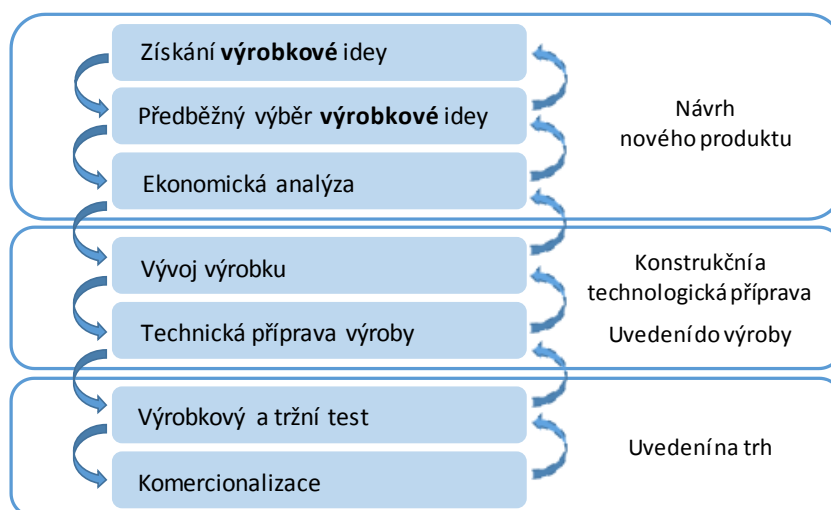 Získání výrobkové idey
Předběžný výběr výrobkové idey
Ekonomická analýza
Návrh
nového produktu
Vývoj výrobku
Technická příprava výroby
Konstrukční a
technologická příprava
Uvedení do výroby
Výrobkový a tržní test
Komercionalizace
Uvedení na trh